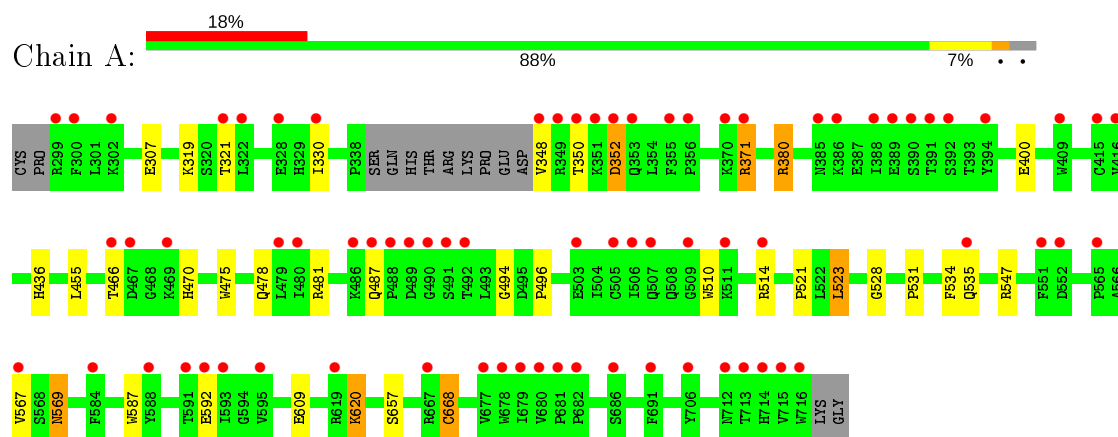 18%
Chain A:
88% 7% • •
CYS PRO R299 F300 L301 K302 E307 K319 S320 T321 L322 E328 H329 I330 P338 SER GLN HIS THR ARG LYS PRO GLU ASP V348 R349 T350 K351 D352 Q353 L354 F355 P356 K370 R371 R380 N385 K386 E387 I388 E389 S390 T391 S392 T393 Y394 E400 W409 C415 V416
H436 L455 T466 D467 G468 K469 H470 W475 Q478 L479 I480 R481 K486 Q487 P488 D489 G490 S491 T492 L493 G494 D495 P496 E503 I504 C505 I506 Q507 Q508 G509 W510 K511 R514 P521 L522 L523 G528 P531 F534 Q535 R547 F551 D552 P565 A566
V567 S568 N569 F584 W587 Y588 T591 E592 I593 G594 V595 E609 R619 K620 S657 R667 C668 V677 W678 I679 V680 P681 P682 S686 F691 Y706 N712 T713 H714 V715 W716 LYS GLY